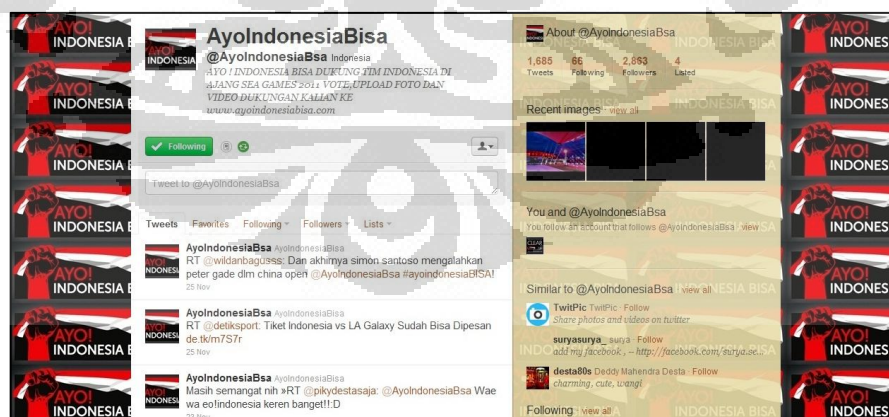 AyoIndonesiaBisa
@AyoIndonesiaBsa Indonesia
AYO ! INDONESIA BISA DUKUNG TIM INDONESIA DI
AJANG SEA GAMES 2011 VOTE,UPLOAD FOTO DAN
VIDEO DUKUNGAN KALIAN KE
www.ayoindonesiabisa.com
AYO!
INDONESIA
Following
Tweet to @AyoIndonesiaBsa
Tweets Favorites Following Followers Lists
AyoIndonesiaBsa AyoIndonesiaBisa
RT @wildanbagusss: Dan akhirnya simon santoso mengalahkan
peter gade dlm china open @AyoIndonesiaBsa #ayoindonesiaBISA!
25 Nov
AyoIndonesiaBsa AyoIndonesiaBisa
RT @detiksport: Tiket Indonesia vs LA Galaxy Sudah Bisa Dipesan
de.tk/m7S7r
25 Nov
AyoIndonesiaBsa AyoIndonesiaBisa
Masih semangat nih »RT @pikydestasaja: @AyoIndonesiaBsa Wae
wa eo!indonesia keren banget!!:D
23 Nov
About @AyoIndonesiaBsa
1,685 66 2,863 4
Tweets Following Followers Listed
Recent images · view all
You and @AyoIndonesiaBsa
You follow an account that follows @AyoIndonesiaBsa · view
CLEAR
Similar to @AyoIndonesiaBsa · view all
TwitPic TwitPic · Follow
Share photos and videos on twitter
suryasurya_ surya · Follow
add my facebook , ~ http://facebook.com/surya.se...
desta80s Deddy Mahendra Desta · Follow
charming, cute, wangi
Following · view all
AYO!
INDONESIA B
AYO!
INDONES